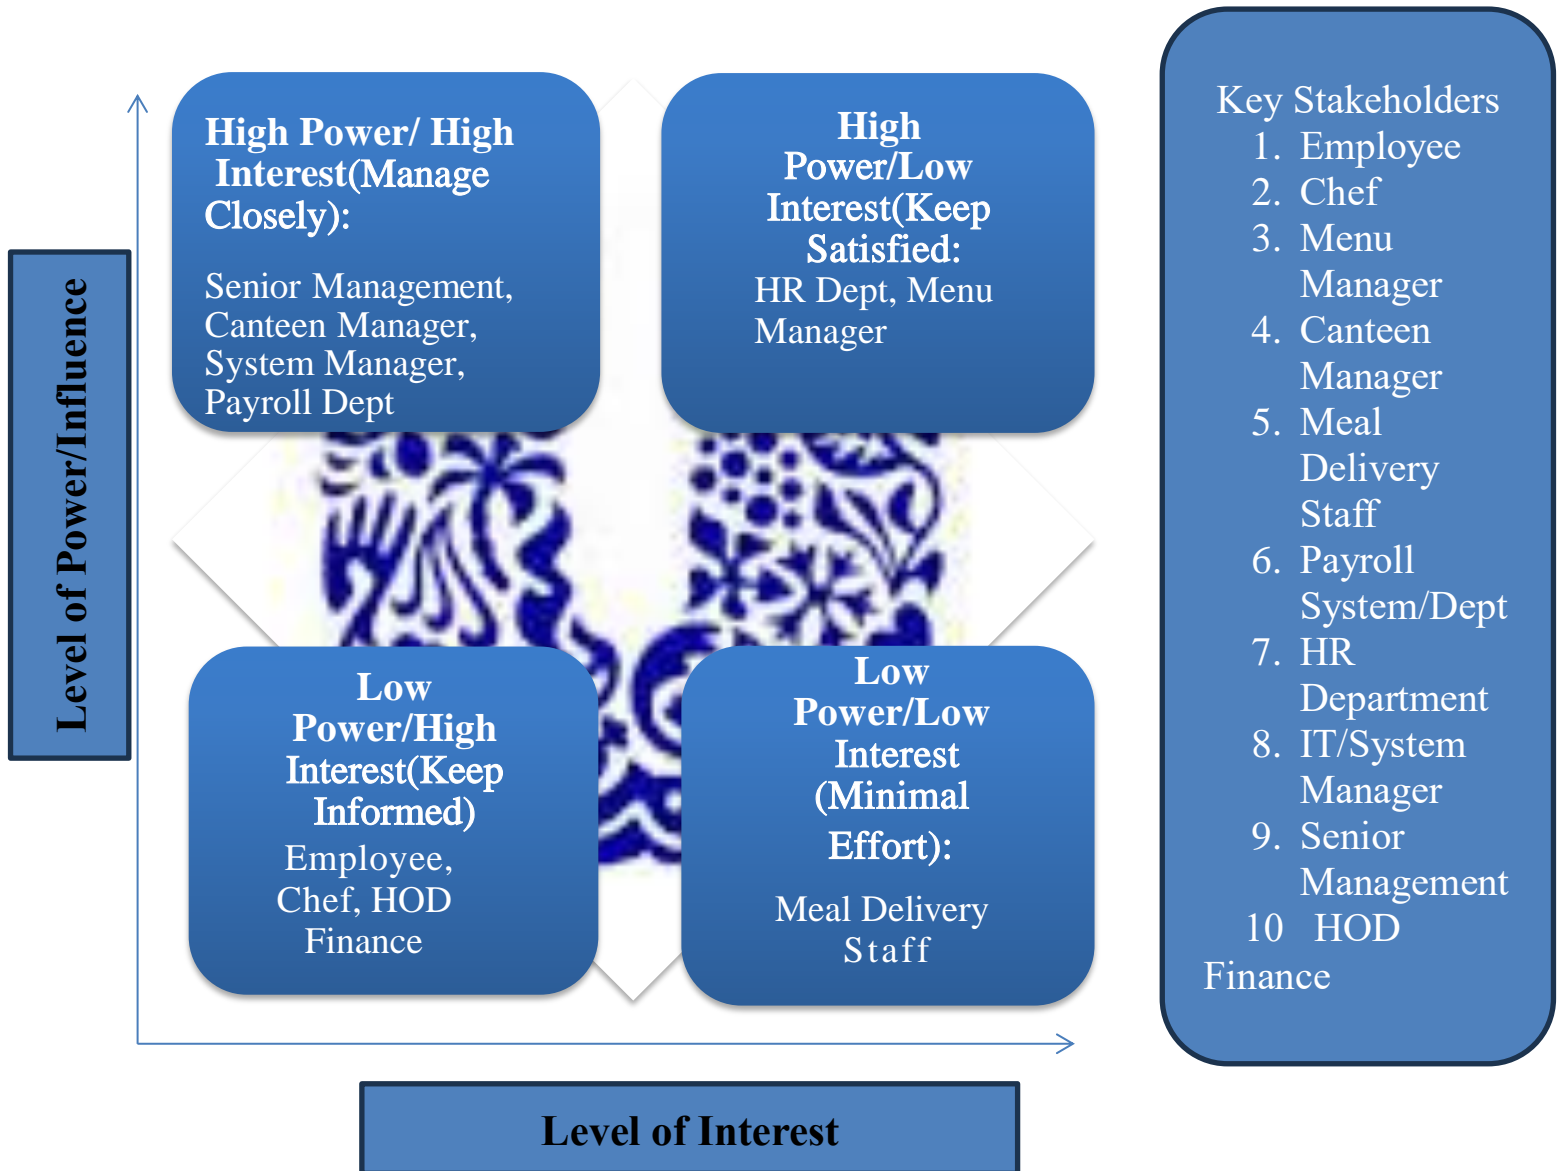 High Power/ High
Interest(Manage
Closely):
Senior Management,
Canteen Manager,
System Manager,
Payroll Dept
High
Power/Low
Interest(Keep
Satisfied:
HR Dept, Menu
Manager
Level of Power/Influence
Low
Power/High
Interest(Keep
Informed)
Employee,
Chef, HOD
Finance
Low
Power/Low
Interest
(Minimal
Effort):
Meal Delivery
Staff
Level of Interest
Key Stakeholders
1. Employee
2. Chef
3. Menu
Manager
4. Canteen
Manager
5. Meal
Delivery
Staff
6. Payroll
System/Dept
7. HR
Department
8. IT/System
Manager
9. Senior
Management
10 HOD
Finance